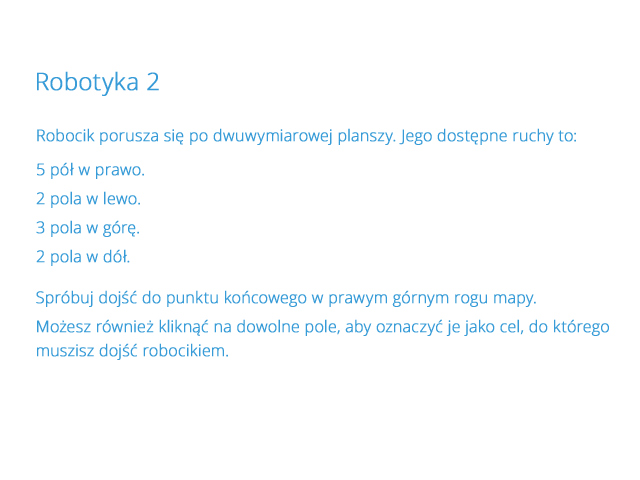 Robotyka 2
Robocik porusza się po dwuwymiarowej planszy. Jego dostępne ruchy to:
5 pół w prawo.
2 pola w lewo.
3 pola w górę.
2 pola w dół.
Spróbuj dojść do punktu końcowego w prawym górnym rogu mapy.
Możesz również kliknąć na dowolne pole, aby oznaczyć je jako cel, do którego
muszisz dojść robocikiem.